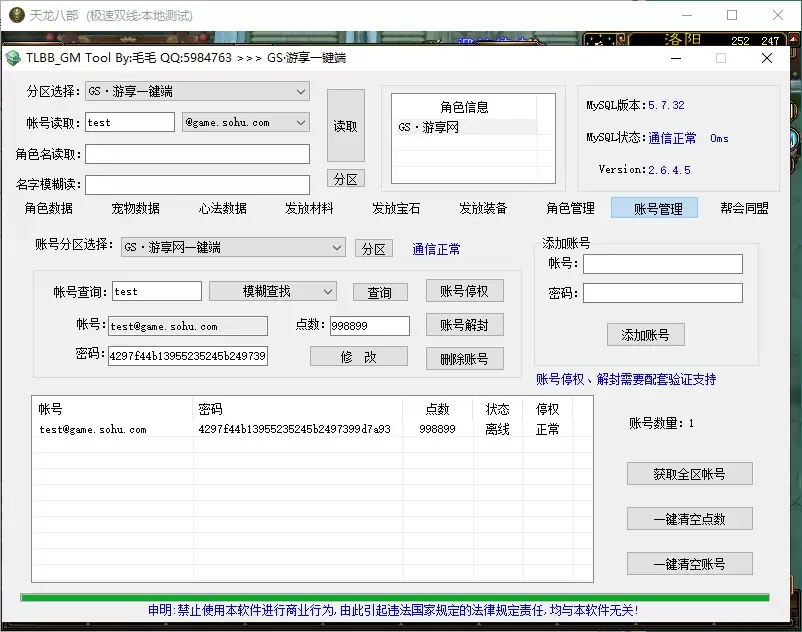 天龙八部 (极速双线:本地测试)
洛阳 252 247
TLBB_GM Tool By:毛毛 QQ:5984763 >>> GS·游享一键端
分区选择: GS·游享一键端
帐号读取: test @game.sohu.com 读取
角色名读取:
名字模糊读: 分区
角色信息
GS·游享网
MySQL版本:5.7.32
MySQL状态:通信正常 0ms
Version:2.6.4.5
角色数据 宠物数据 心法数据 发放材料 发放宝石 发放装备 角色管理 账号管理 帮会同盟
账号分区选择: GS·游享网一键端 分区 通信正常
帐号查询: test 模糊查找 查询 账号停权
帐号: test@game.sohu.com 点数: 998899 账号解封
密码: 4297f44b13955235245b249739 修 改 删除账号
添加账号
帐号:
密码:
添加账号
账号停权、解封需要配套验证支持
帐号 密码 点数 状态 停权
test@game.sohu.com 4297f44b13955235245b2497399d7a93 998899 离线 正常
账号数量: 1
获取全区帐号
一键清空点数
一键清空账号
申明:禁止使用本软件进行商业行为,由此引起违法国家规定的法律规定责任,均与本软件无关!